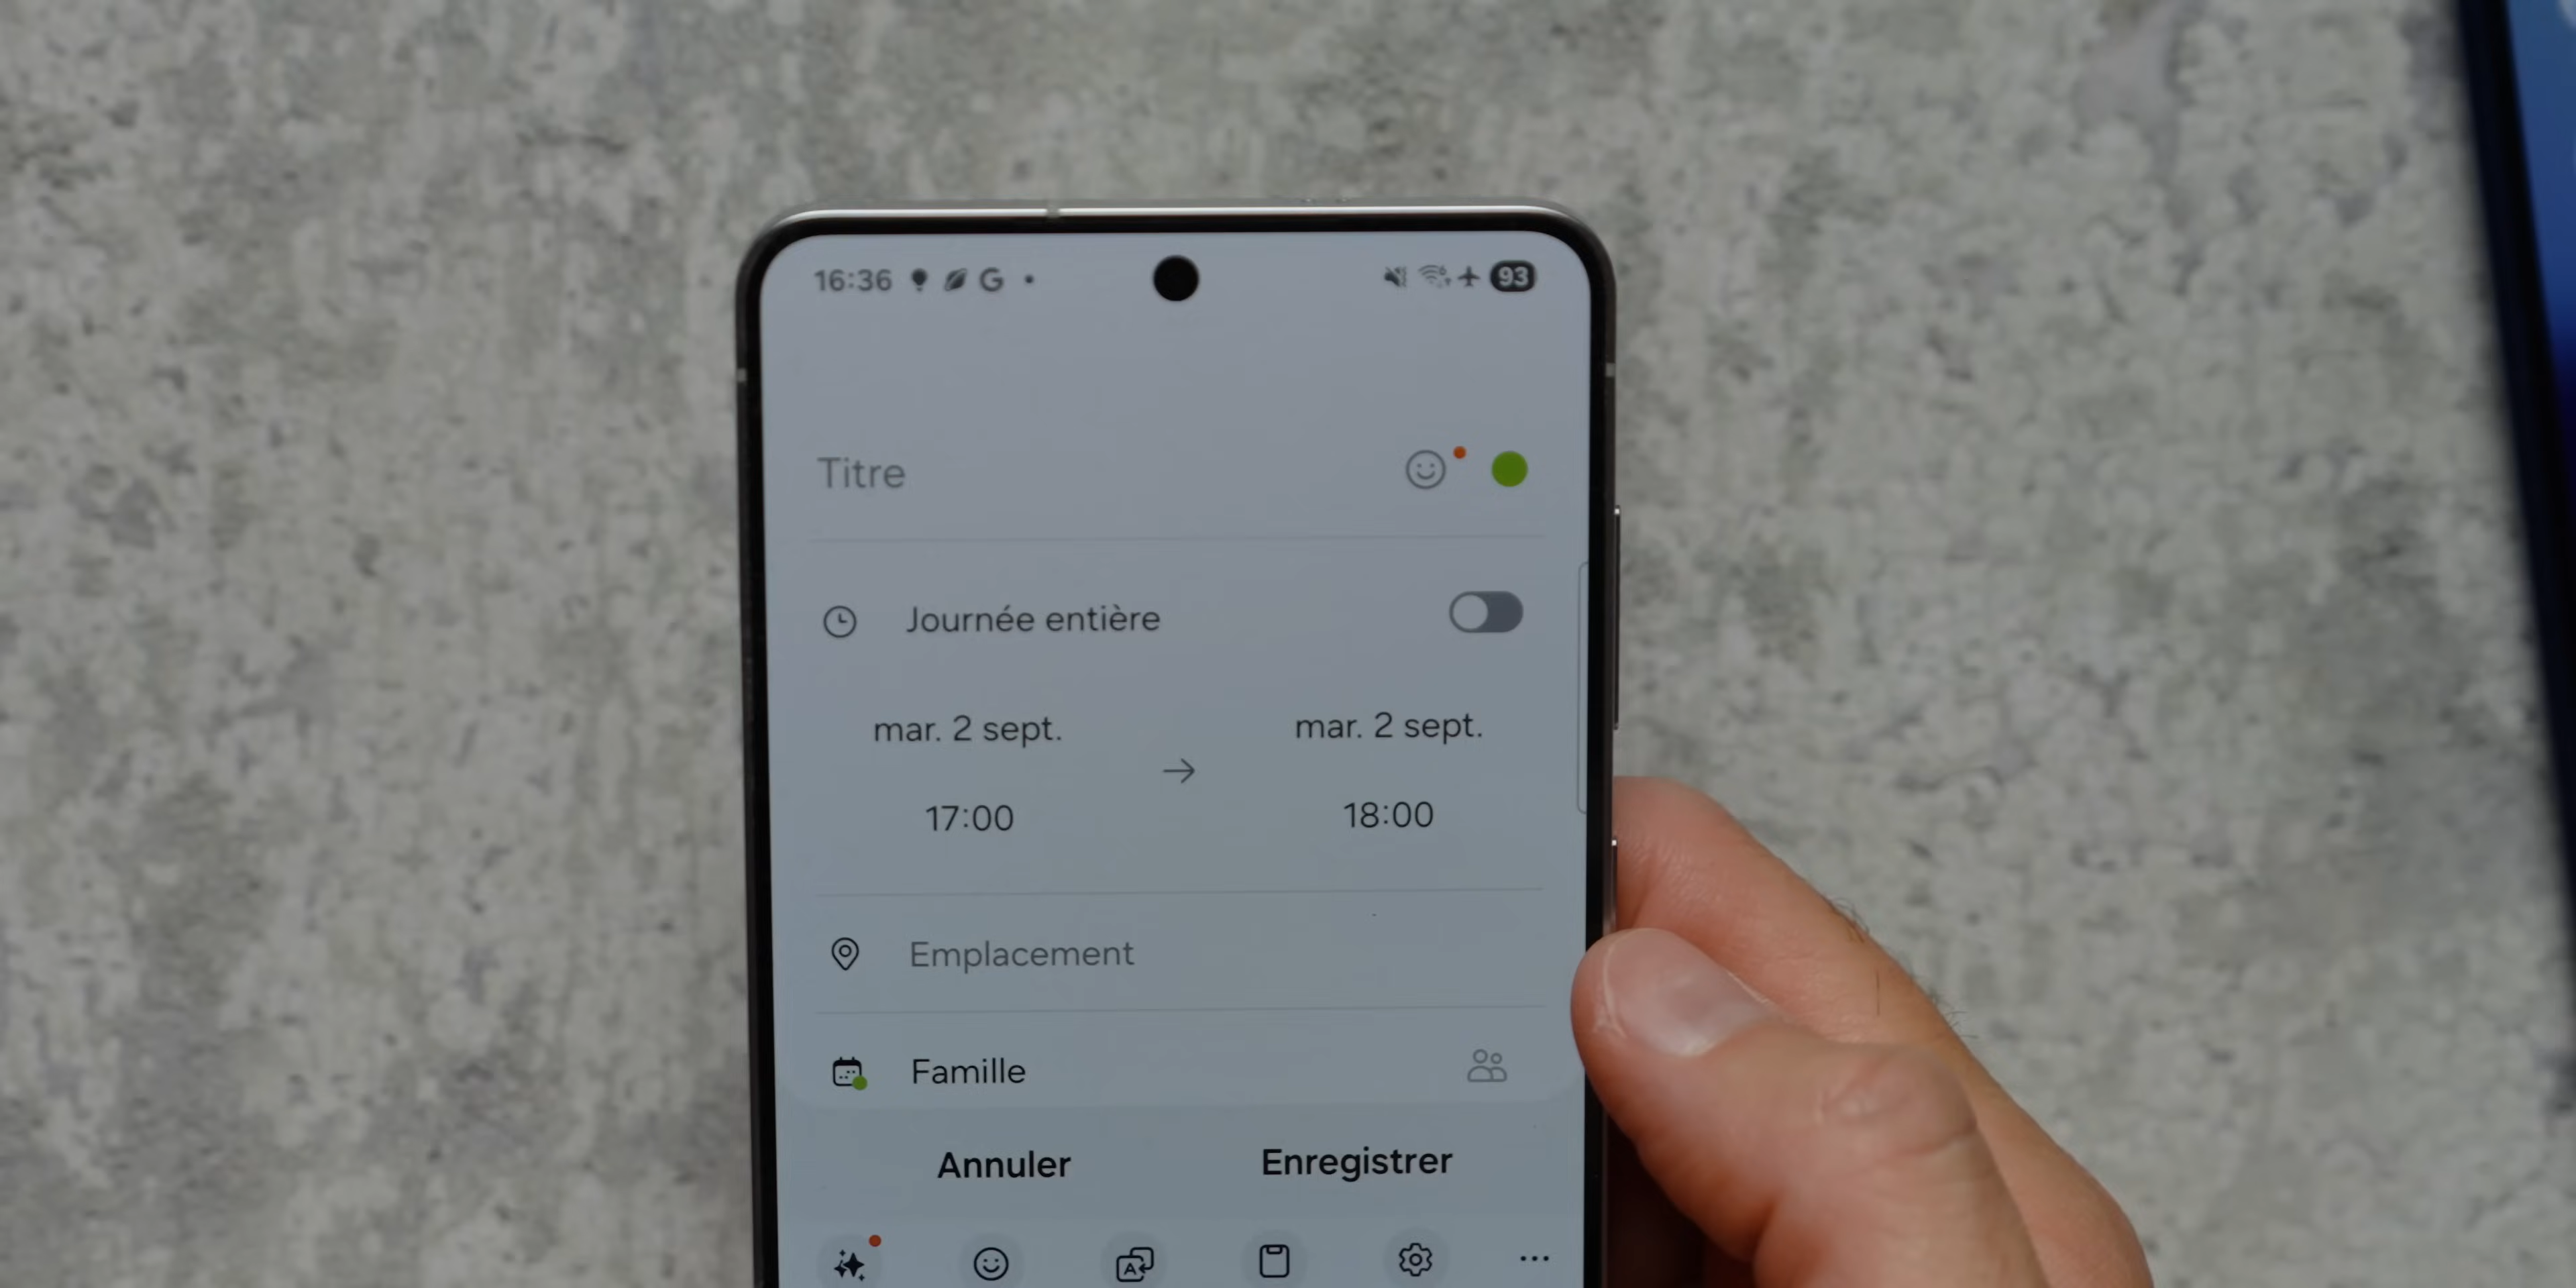 16:36 G 93
Titre
Journée entière
mar. 2 sept. mar. 2 sept.
17:00 18:00
Emplacement
Famille
Annuler Enregistrer